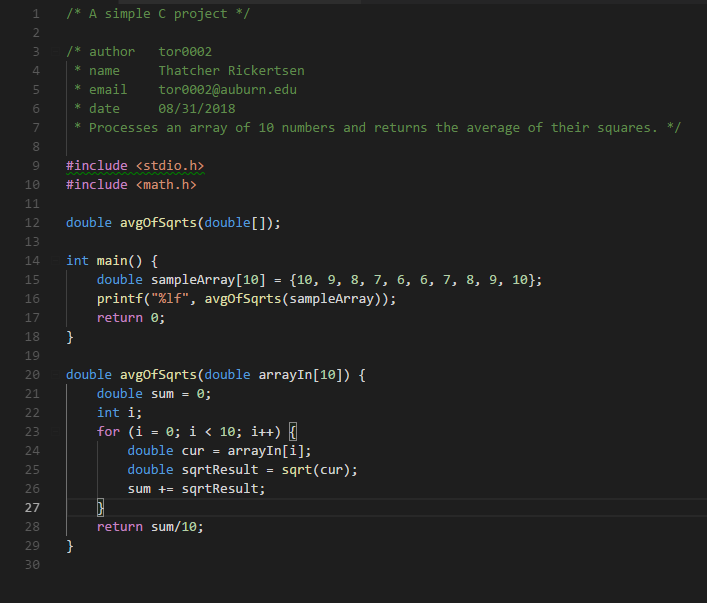 1 /* A simple C project */
2
3 /* author   tor0002
4  * name     Thatcher Rickertsen
5  * email    tor0002@auburn.edu
6  * date     08/31/2018
7  * Processes an array of 10 numbers and returns the average of their squares. */
8
9 #include <stdio.h>
10 #include <math.h>
11
12 double avgOfSqrts(double[]);
13
14 int main() {
15     double sampleArray[10] = {10, 9, 8, 7, 6, 6, 7, 8, 9, 10};
16     printf("%lf", avgOfSqrts(sampleArray));
17     return 0;
18 }
19
20 double avgOfSqrts(double arrayIn[10]) {
21     double sum = 0;
22     int i;
23     for (i = 0; i < 10; i++) {
24         double cur = arrayIn[i];
25         double sqrtResult = sqrt(cur);
26         sum += sqrtResult;
27     }
28     return sum/10;
29 }
30